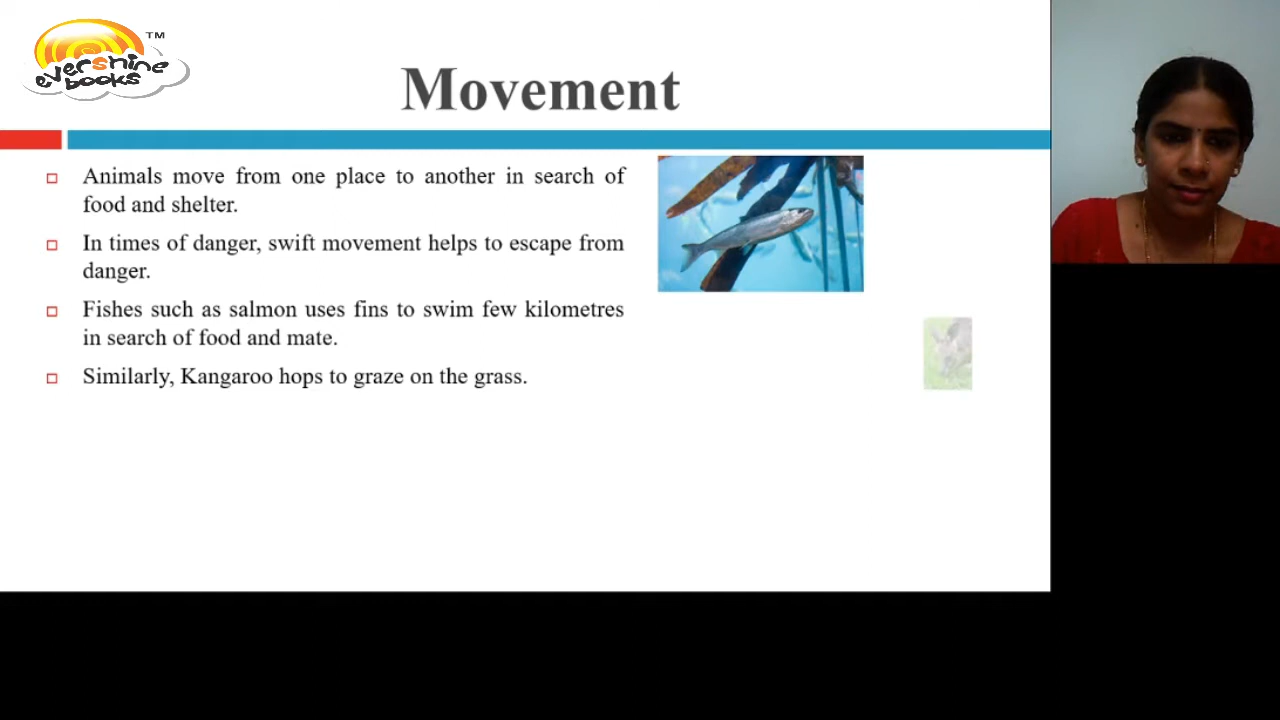 evershine
books
TM
Movement
Animals move from one place to another in search of
food and shelter.
In times of danger, swift movement helps to escape from
danger.
Fishes such as salmon uses fins to swim few kilometres
in search of food and mate.
Similarly, Kangaroo hops to graze on the grass.